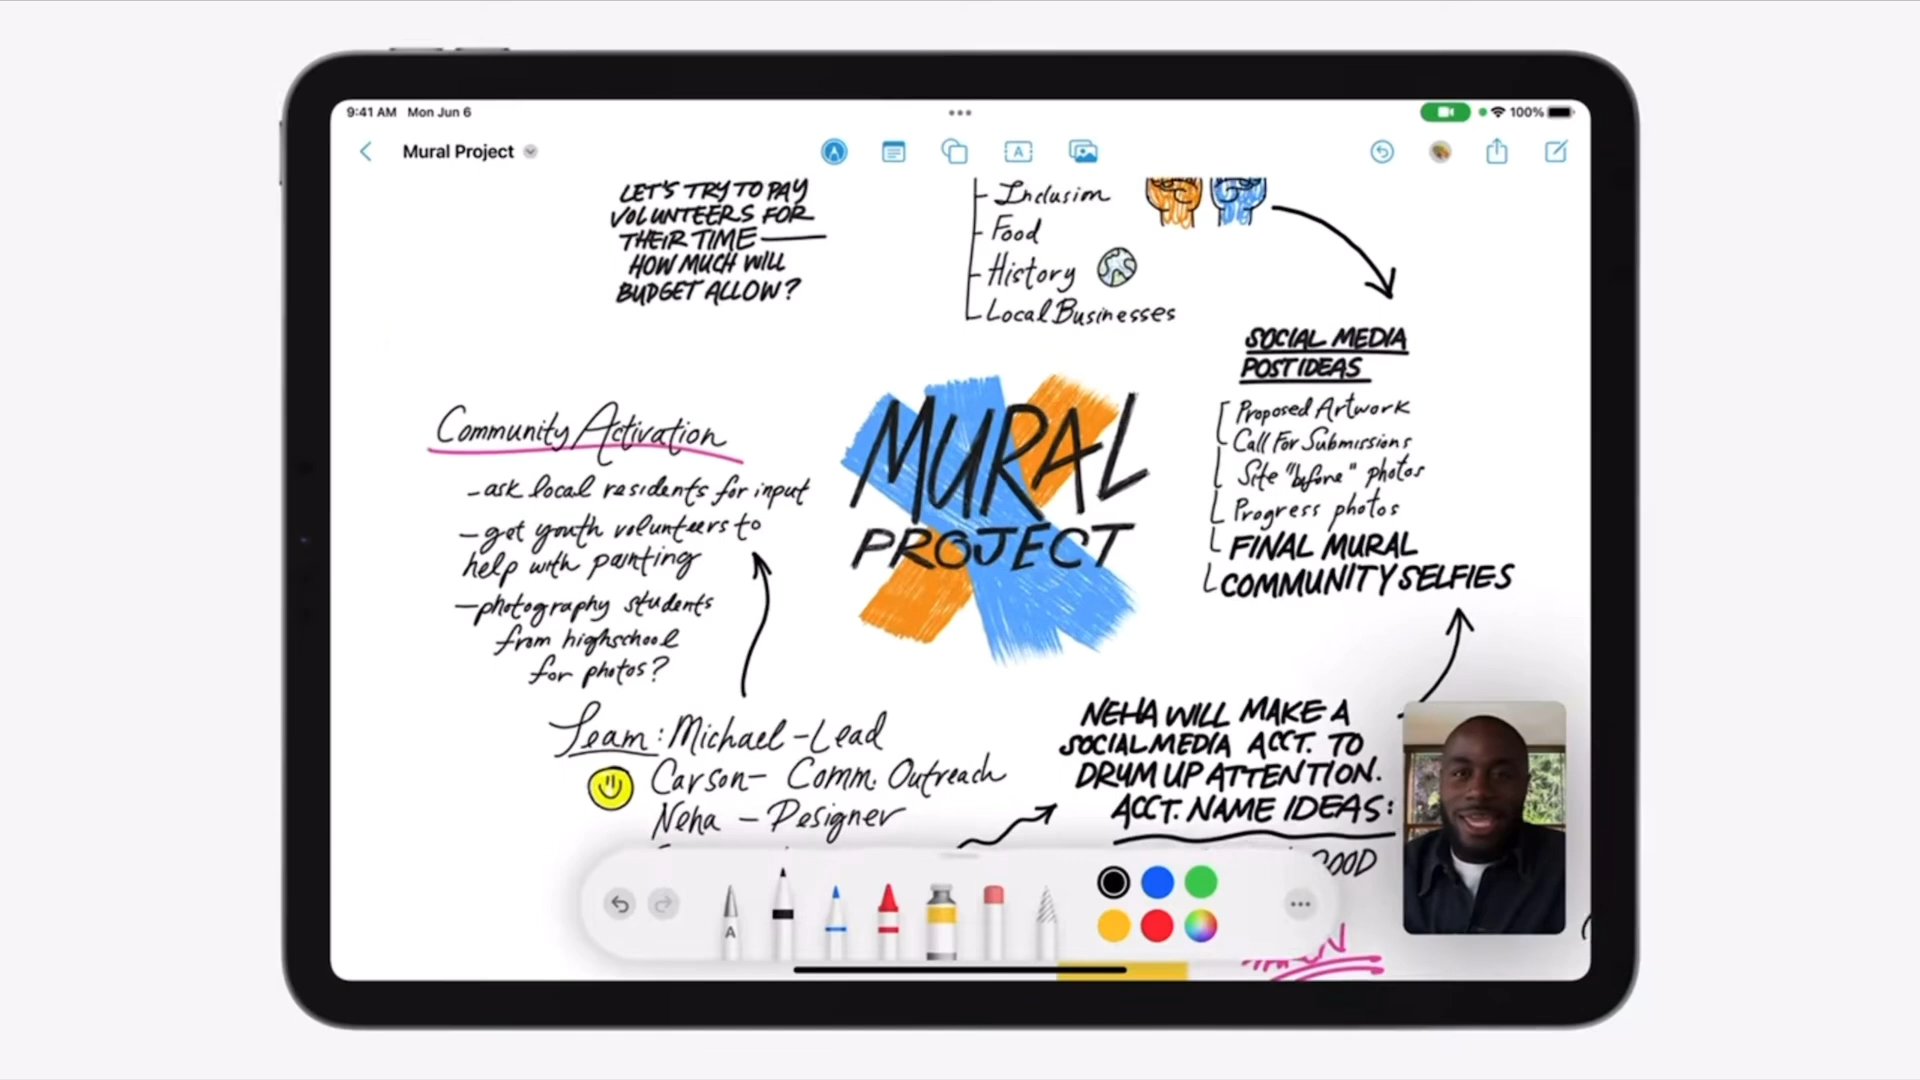 9:41 AM Mon Jun 6
100%
Mural Project
LET'S TRY TO PAY
VOLUNTEERS FOR
THEIR TIME —
HOW MUCH WILL
BUDGET ALLOW?
- Inclusion
- Food
- History
- Local Businesses
SOCIAL MEDIA
POST IDEAS
Proposed Artwork
Call For Submissions
Site "before" photos
Progress photos
FINAL MURAL
COMMUNITY SELFIES
MURAL
PROJECT
Community Activation
- ask local residents for input
- get youth volunteers to
help with painting
- photography students
from highschool
for photos?
Team: Michael - Lead
Carson - Comm. Outreach
Neha - Designer
NEHA WILL MAKE A
SOCIAL MEDIA ACCT. TO
DRUM UP ATTENTION.
ACCT. NAME IDEAS:
A
A